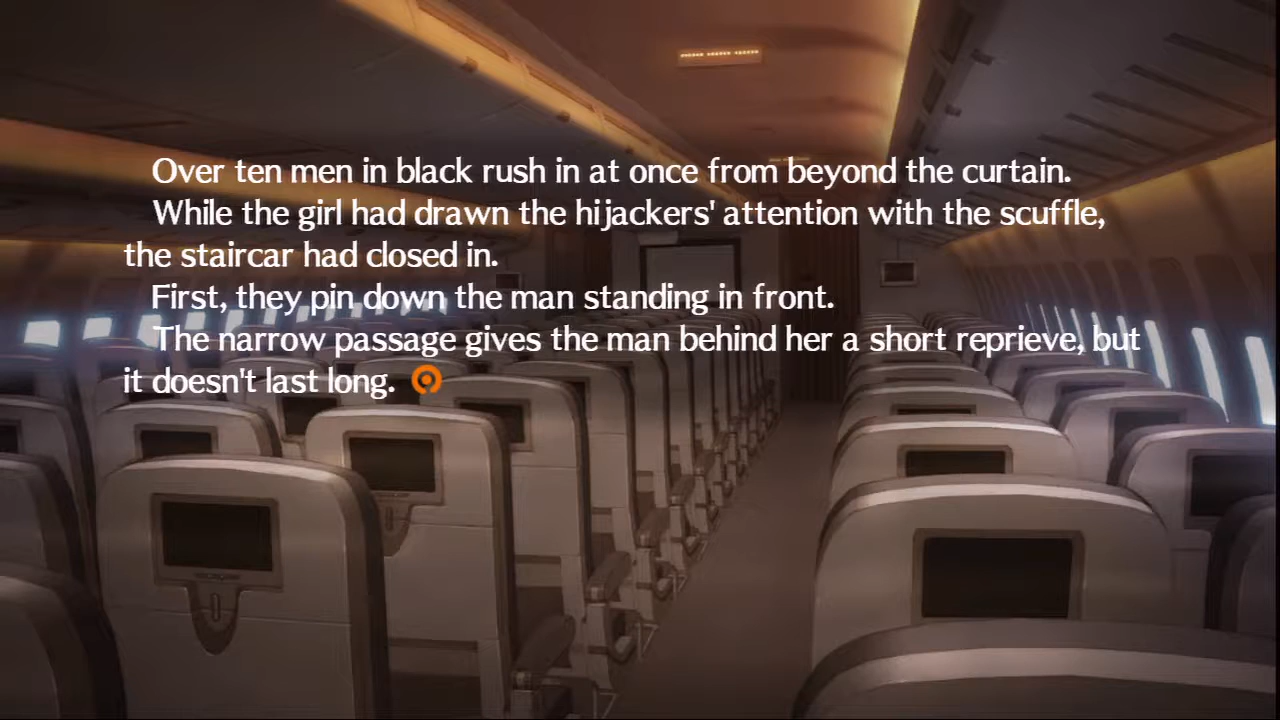 Over ten men in black rush in at once from beyond the curtain.
While the girl had drawn the hijackers' attention with the scuffle,
the staircar had closed in.
First, they pin down the man standing in front.
The narrow passage gives the man behind her a short reprieve, but
it doesn't last long.